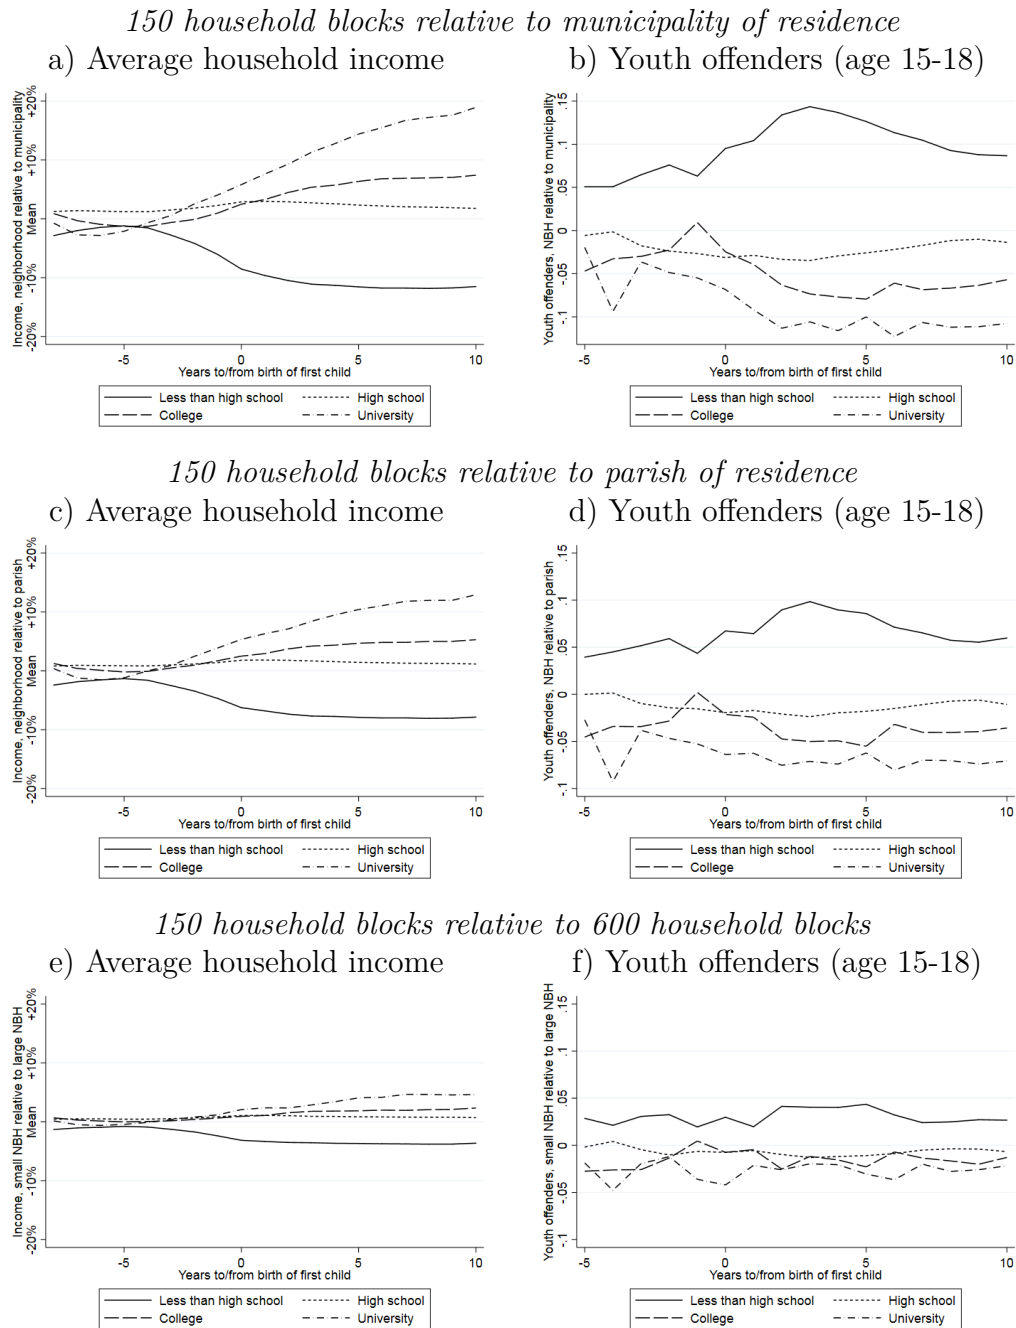 150 household blocks relative to municipality of residence
a) Average household income
b) Youth offenders (age 15-18)
Income, neighborhood relative to municipality
+20%
+10%
Mean
-10%
-20%
-5
0
5
10
Years to/from birth of first child
Less than high school
High school
College
University
Youth offenders, NBH relative to municipality
.15
.1
.05
0
-.05
-.1
-5
0
5
10
Years to/from birth of first child
Less than high school
High school
College
University
150 household blocks relative to parish of residence
c) Average household income
d) Youth offenders (age 15-18)
Income, neighborhood relative to parish
+20%
+10%
Mean
-10%
-20%
-5
0
5
10
Years to/from birth of first child
Less than high school
High school
College
University
Youth offenders, NBH relative to parish
.15
.1
.05
0
-.05
-.1
-5
0
5
10
Years to/from birth of first child
Less than high school
High school
College
University
150 household blocks relative to 600 household blocks
e) Average household income
f) Youth offenders (age 15-18)
Income, small NBH relative to large NBH
+20%
+10%
Mean
-10%
-20%
-5
0
5
10
Years to/from birth of first child
Less than high school
High school
College
University
Youth offenders, small NBH relative to large NBH
.15
.1
.05
0
-.05
-.1
-5
0
5
10
Years to/from birth of first child
Less than high school
High school
College
University